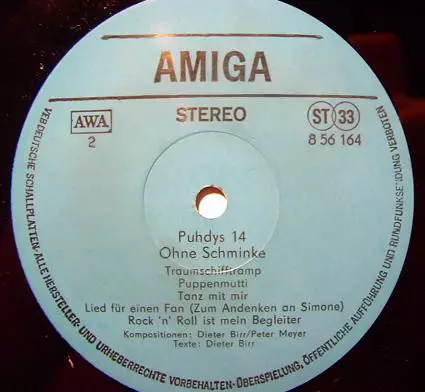 AMIGA
AWA
2
STEREO
ST 33
8 56 164
Puhdys 14
Ohne Schminke
Traumschifftramp
Puppenmutti
Tanz mit mir
Lied für einen Fan (Zum Andenken an Simone)
Rock 'n' Roll ist mein Begleiter
Kompositionen: Dieter Birr/Peter Meyer
Texte: Dieter Birr
VEB DEUTSCHE SCHALLPLATTEN · ALLE HERSTELLER- UND URHEBERRECHTE VORBEHALTEN · ÜBERSPIELUNG, ÖFFENTLICHE AUFFÜHRUNG UND RUNDFUNKSENDUNG VERBOTEN